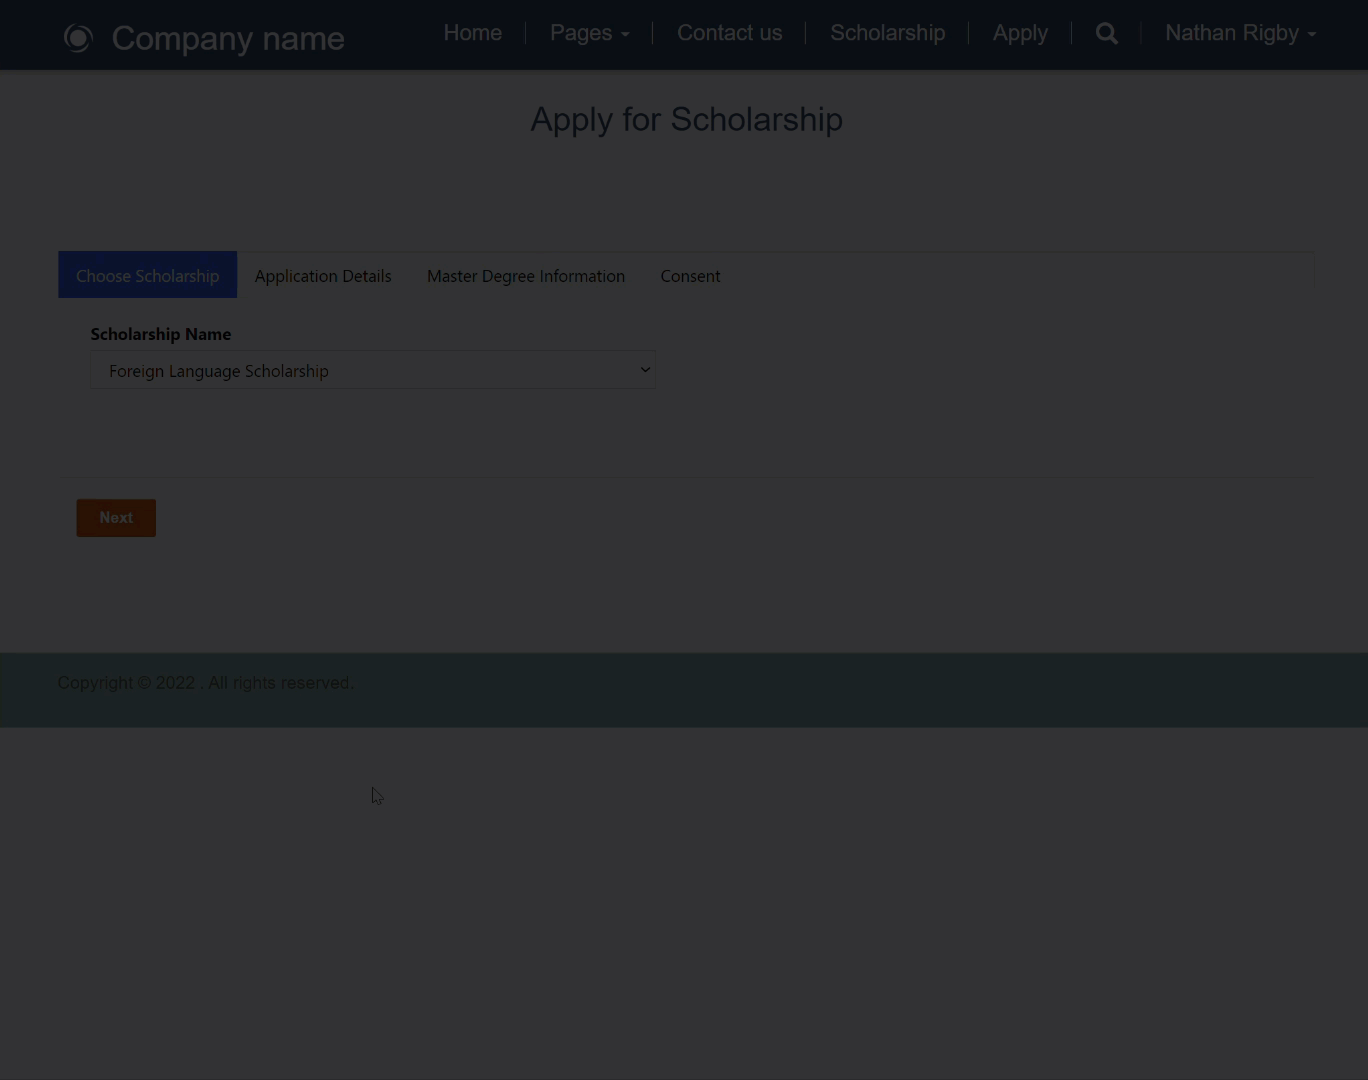 Company name
Home Pages Contact us Scholarship Apply Nathan Rigby
Apply for Scholarship
Choose Scholarship Application Details Master Degree Information Consent
Scholarship Name
Foreign Language Scholarship
Next
Copyright © 2022 . All rights reserved.